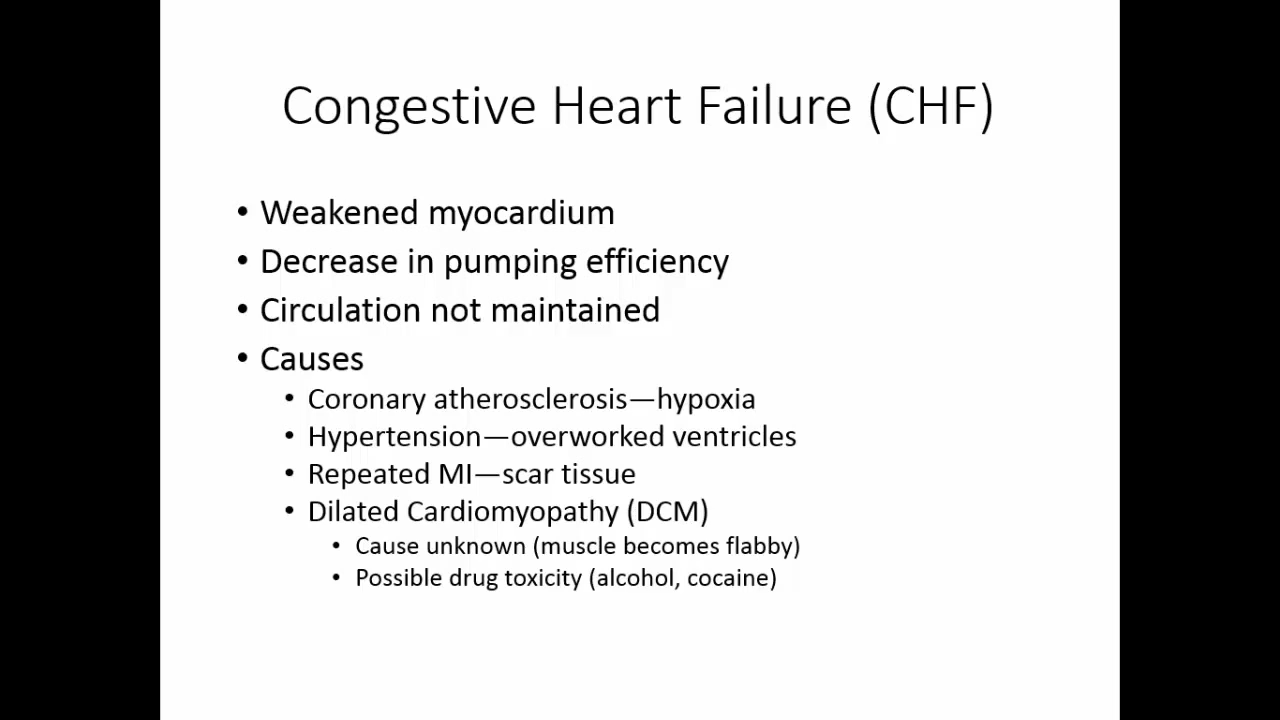 Congestive Heart Failure (CHF)
• Weakened myocardium
• Decrease in pumping efficiency
• Circulation not maintained
• Causes
• Coronary atherosclerosis—hypoxia
• Hypertension—overworked ventricles
• Repeated MI—scar tissue
• Dilated Cardiomyopathy (DCM)
• Cause unknown (muscle becomes flabby)
• Possible drug toxicity (alcohol, cocaine)